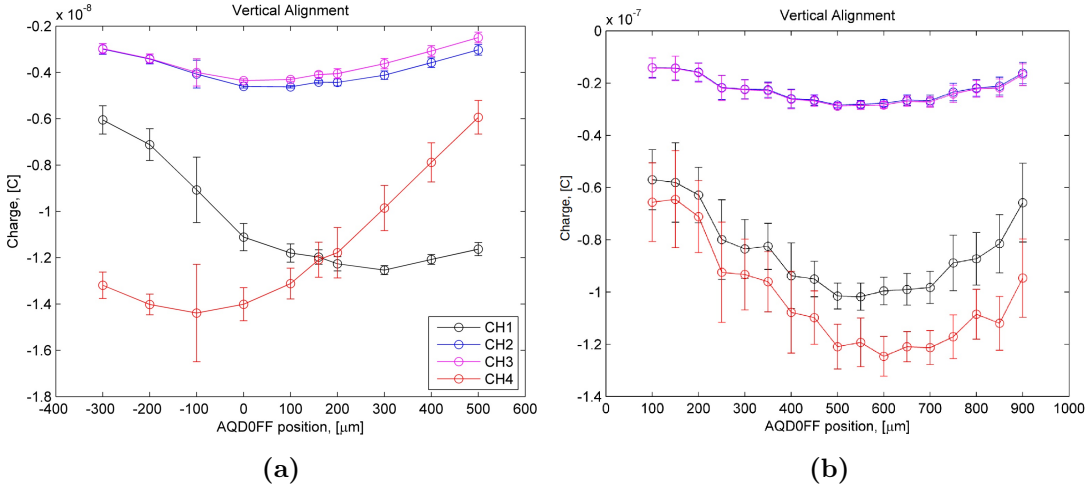 Vertical Alignment
x 10⁻⁸
-0.2
-0.4
-0.6
-0.8
-1
-1.2
-1.4
-1.6
-1.8
Charge, [C]
CH1
CH2
CH3
CH4
-400 -300 -200 -100 0 100 200 300 400 500 600
AQD0FF position, [μm]
(a)
Vertical Alignment
x 10⁻⁷
0
-0.2
-0.4
-0.6
-0.8
-1
-1.2
-1.4
Charge, [C]
0 100 200 300 400 500 600 700 800 900 1000
AQD0FF position, [μm]
(b)